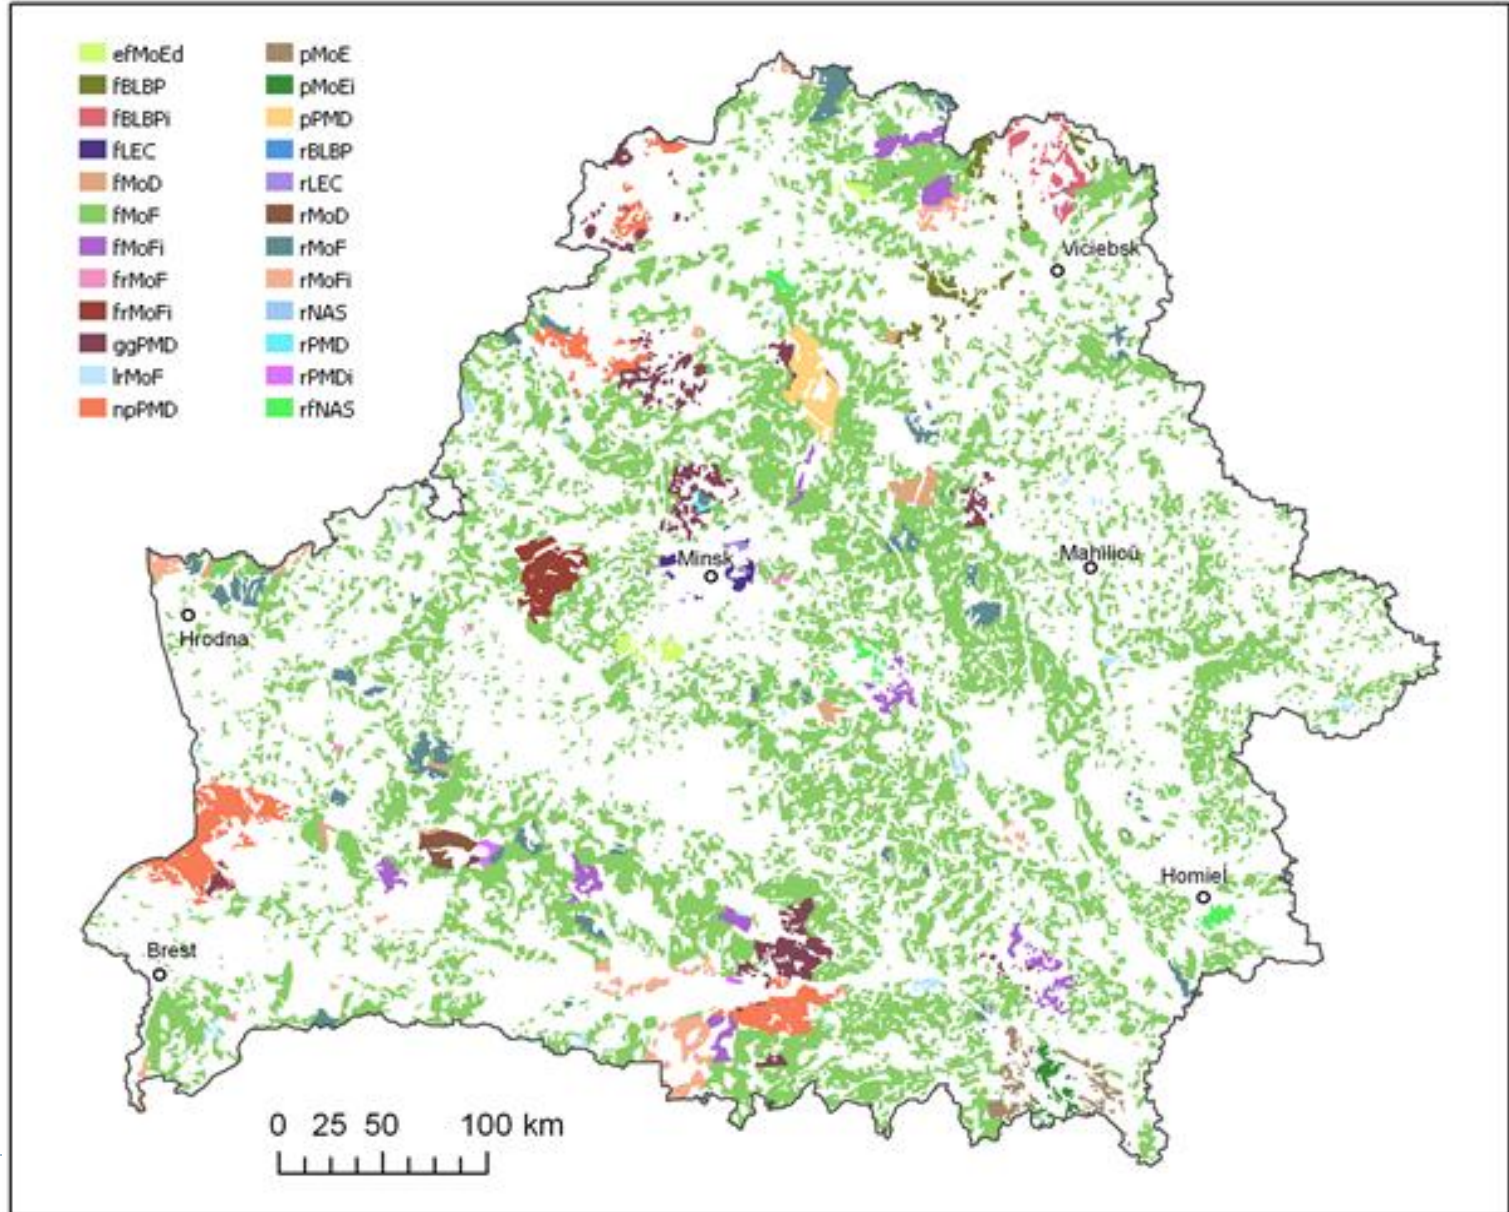 efMoEd
fBLBP
fBLBPi
fLEC
fMoD
fMoF
fMoFi
frMoF
frMoFi
ggPMD
lrMoF
npPMD
pMoE
pMoEi
pPMD
rBLBP
rLEC
rMoD
rMoF
rMoFi
rNAS
rPMD
rPMDi
rfNAS
Viciebsk
Minsk
Mahilioŭ
Hrodna
Homieĺ
Brest
0 25 50 100 km